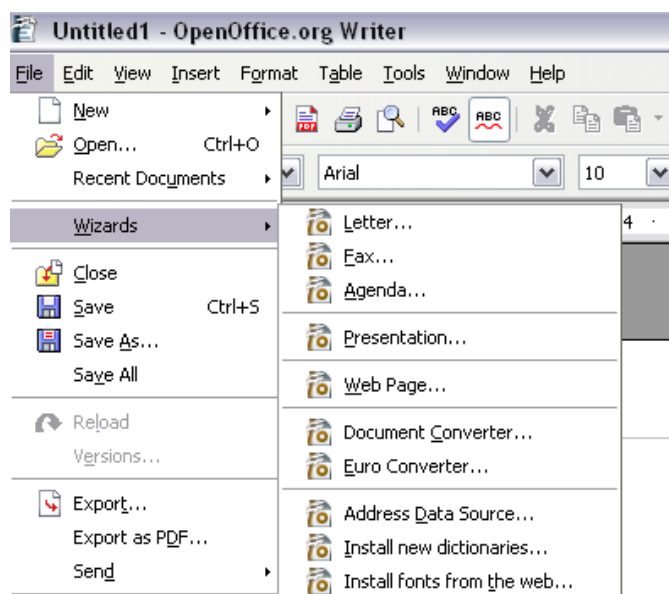 Untitled1 - OpenOffice.org Writer
File Edit View Insert Format Table Tools Window Help
New
PDF ABC ABC
Open... Ctrl+O
Recent Documents
Arial 10
Wizards
4
Letter...
Fax...
Agenda...
Presentation...
Web Page...
Document Converter...
Euro Converter...
Address Data Source...
Install new dictionaries...
Install fonts from the web...
Close
Save Ctrl+S
Save As...
Save All
Reload
Versions...
Export...
Export as PDF...
Send